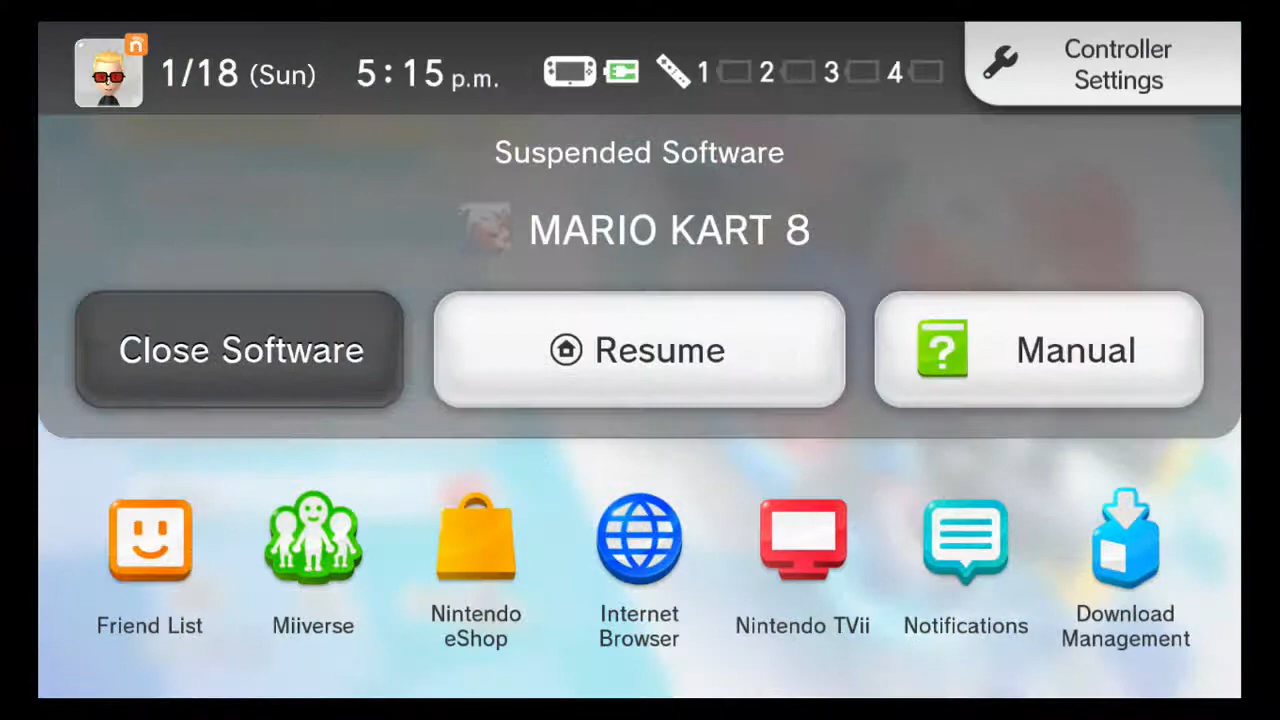 1/18 (Sun) 5:15 p.m. 1 2 3 4
Controller
Settings
Suspended Software
MARIO KART 8
Close Software
Resume
? Manual
Friend List
Miiverse
Nintendo
eShop
Internet
Browser
Nintendo TVii
Notifications
Download
Management